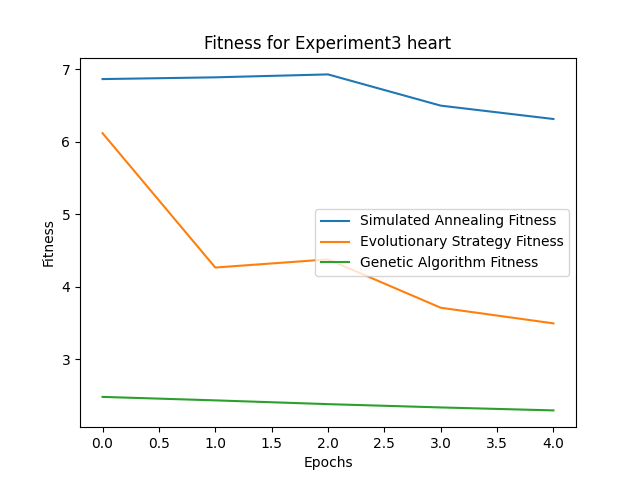 Fitness for Experiment3 heart
7
6
5
4
3
Fitness
Simulated Annealing Fitness
Evolutionary Strategy Fitness
Genetic Algorithm Fitness
0.0 0.5 1.0 1.5 2.0 2.5 3.0 3.5 4.0
Epochs